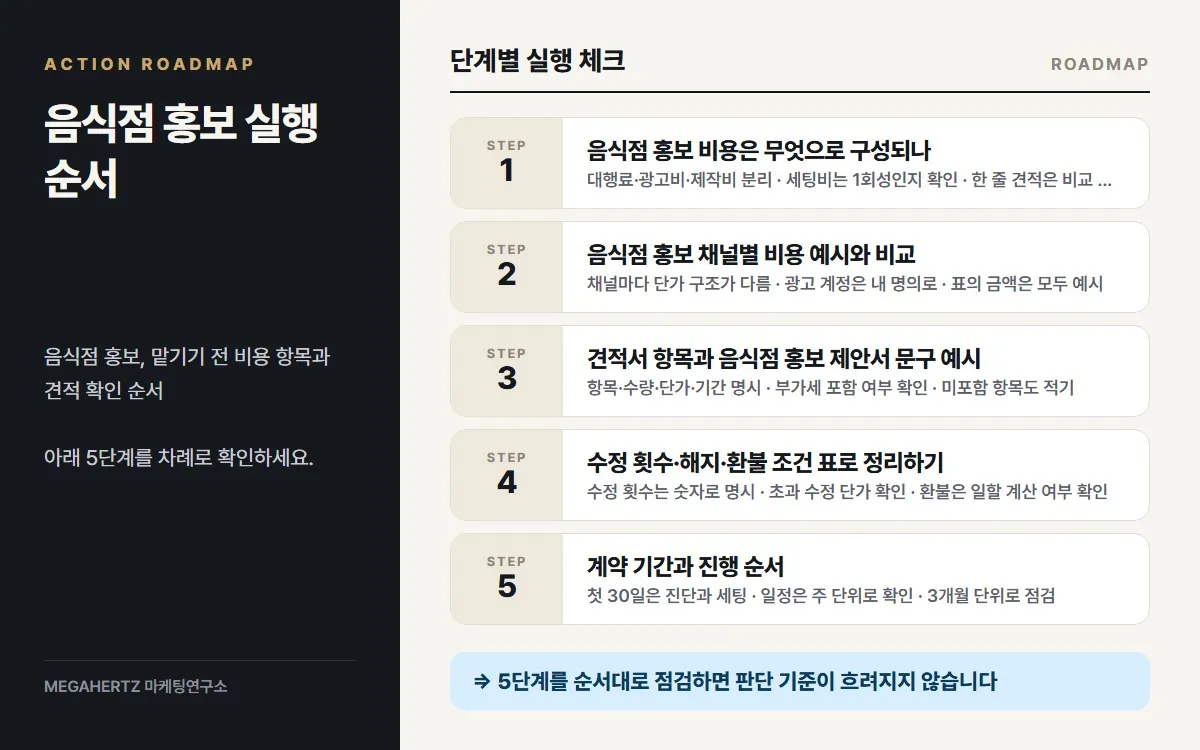 ACTION ROADMAP
음식점 홍보 실행
순서
음식점 홍보, 맡기기 전 비용 항목과
견적 확인 순서
아래 5단계를 차례로 확인하세요.
MEGAHERTZ 마케팅연구소
단계별 실행 체크
ROADMAP
STEP
1
음식점 홍보 비용은 무엇으로 구성되나
대행료·광고비·제작비 분리 · 세팅비는 1회성인지 확인 · 한 줄 견적은 비교 ...
STEP
2
음식점 홍보 채널별 비용 예시와 비교
채널마다 단가 구조가 다름 · 광고 계정은 내 명의로 · 표의 금액은 모두 예시
STEP
3
견적서 항목과 음식점 홍보 제안서 문구 예시
항목·수량·단가·기간 명시 · 부가세 포함 여부 확인 · 미포함 항목도 적기
STEP
4
수정 횟수·해지·환불 조건 표로 정리하기
수정 횟수는 숫자로 명시 · 초과 수정 단가 확인 · 환불은 일할 계산 여부 확인
STEP
5
계약 기간과 진행 순서
첫 30일은 진단과 세팅 · 일정은 주 단위로 확인 · 3개월 단위로 점검
→ 5단계를 순서대로 점검하면 판단 기준이 흐려지지 않습니다